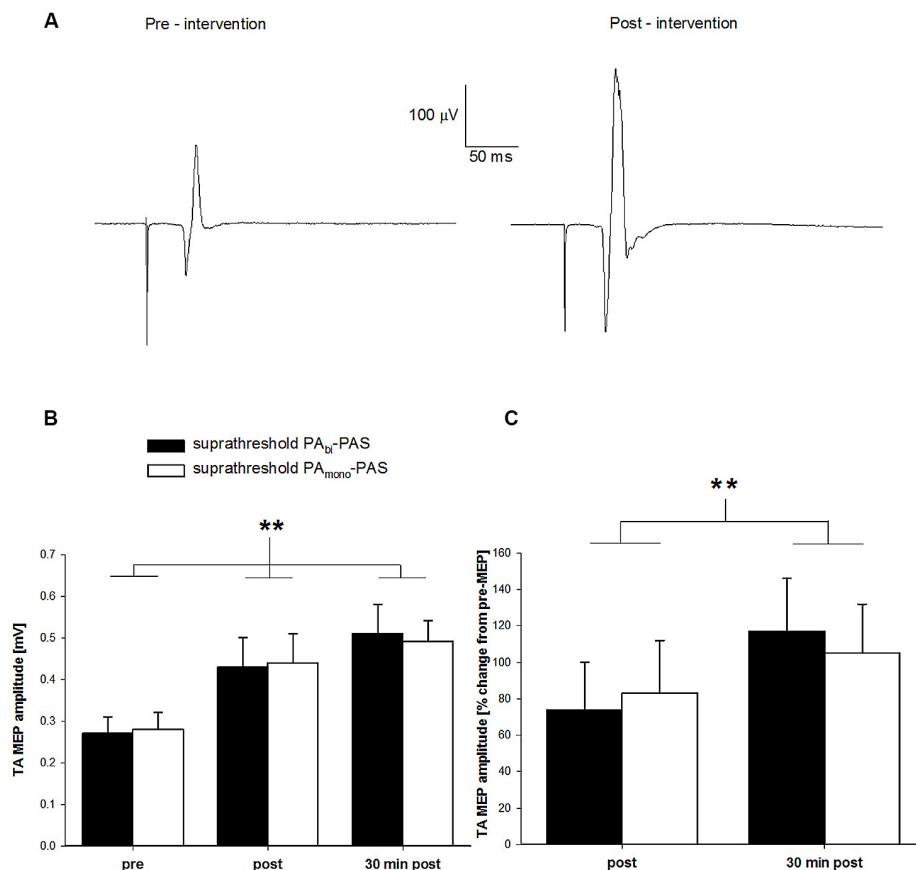 A
Pre - intervention
Post - intervention
100 μV
50 ms
B
suprathreshold PAbi-PAS
suprathreshold PAmono-PAS
**
TA MEP amplitude [mV]
0.7
0.6
0.5
0.4
0.3
0.2
0.1
0.0
pre
post
30 min post
C
**
TA MEP amplitude [% change from pre-MEP]
160
140
120
100
80
60
40
20
0
post
30 min post